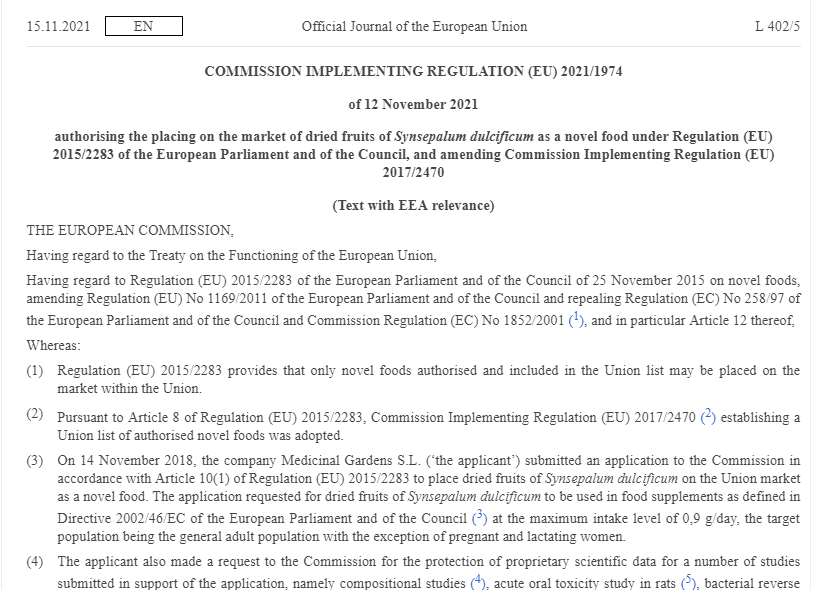 15.11.2021 EN Official Journal of the European Union L 402/5
COMMISSION IMPLEMENTING REGULATION (EU) 2021/1974
of 12 November 2021
authorising the placing on the market of dried fruits of Synsepalum dulcificum as a novel food under Regulation (EU)
2015/2283 of the European Parliament and of the Council, and amending Commission Implementing Regulation (EU)
2017/2470
(Text with EEA relevance)
THE EUROPEAN COMMISSION,
Having regard to the Treaty on the Functioning of the European Union,
Having regard to Regulation (EU) 2015/2283 of the European Parliament and of the Council of 25 November 2015 on novel foods,
amending Regulation (EU) No 1169/2011 of the European Parliament and of the Council and repealing Regulation (EC) No 258/97 of
the European Parliament and of the Council and Commission Regulation (EC) No 1852/2001 (1), and in particular Article 12 thereof,
Whereas:
(1) Regulation (EU) 2015/2283 provides that only novel foods authorised and included in the Union list may be placed on the
market within the Union.
(2) Pursuant to Article 8 of Regulation (EU) 2015/2283, Commission Implementing Regulation (EU) 2017/2470 (2) establishing a
Union list of authorised novel foods was adopted.
(3) On 14 November 2018, the company Medicinal Gardens S.L. (‘the applicant’) submitted an application to the Commission in
accordance with Article 10(1) of Regulation (EU) 2015/2283 to place dried fruits of Synsepalum dulcificum on the Union market
as a novel food. The application requested for dried fruits of Synsepalum dulcificum to be used in food supplements as defined in
Directive 2002/46/EC of the European Parliament and of the Council (3) at the maximum intake level of 0,9 g/day, the target
population being the general adult population with the exception of pregnant and lactating women.
(4) The applicant also made a request to the Commission for the protection of proprietary scientific data for a number of studies
submitted in support of the application, namely compositional studies (4), acute oral toxicity study in rats (5), bacterial reverse